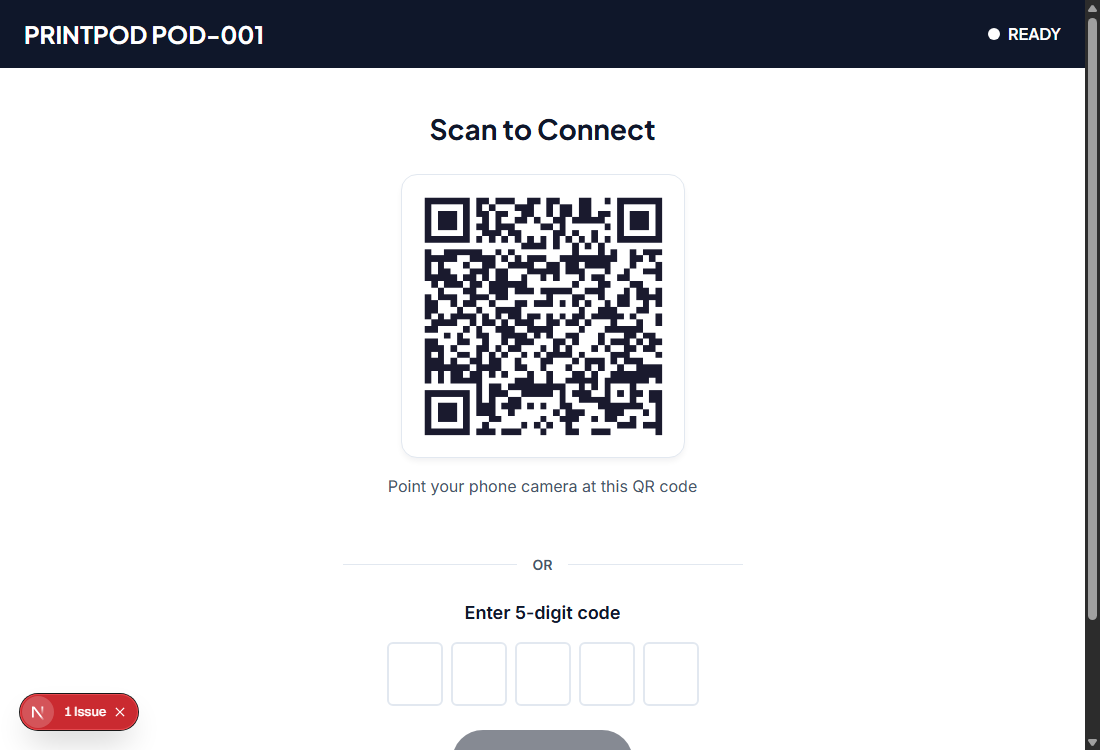 PRINTPOD POD-001
READY
Scan to Connect
Point your phone camera at this QR code
OR
Enter 5-digit code
N
1 Issue